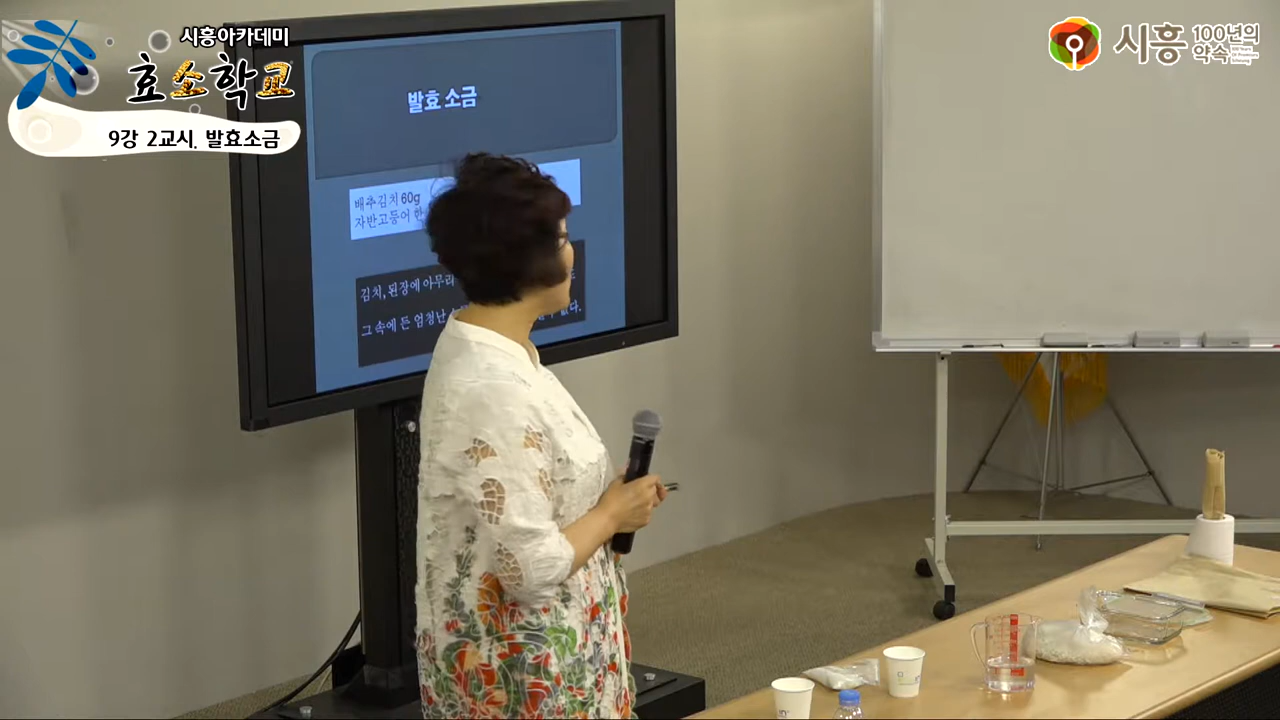 시흥아카데미
효소학교
9강 2교시. 발효소금
시흥 100년의 약속
발효 소금
배추김치 60g
자반고등어 한
김치, 된장에 아무리
그 속에 든 엄청난
없다.